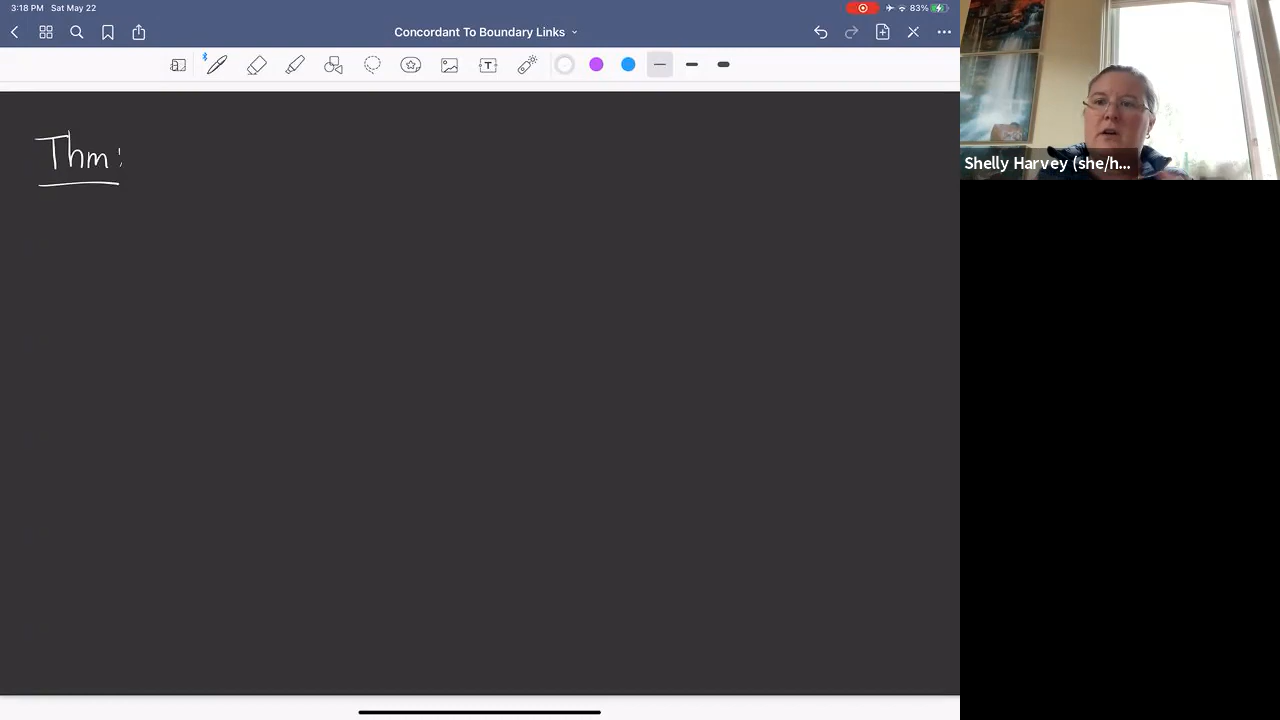 3:18 PM Sat May 22
83%
Concordant To Boundary Links
T
Thm:
Shelly Harvey (she/h...